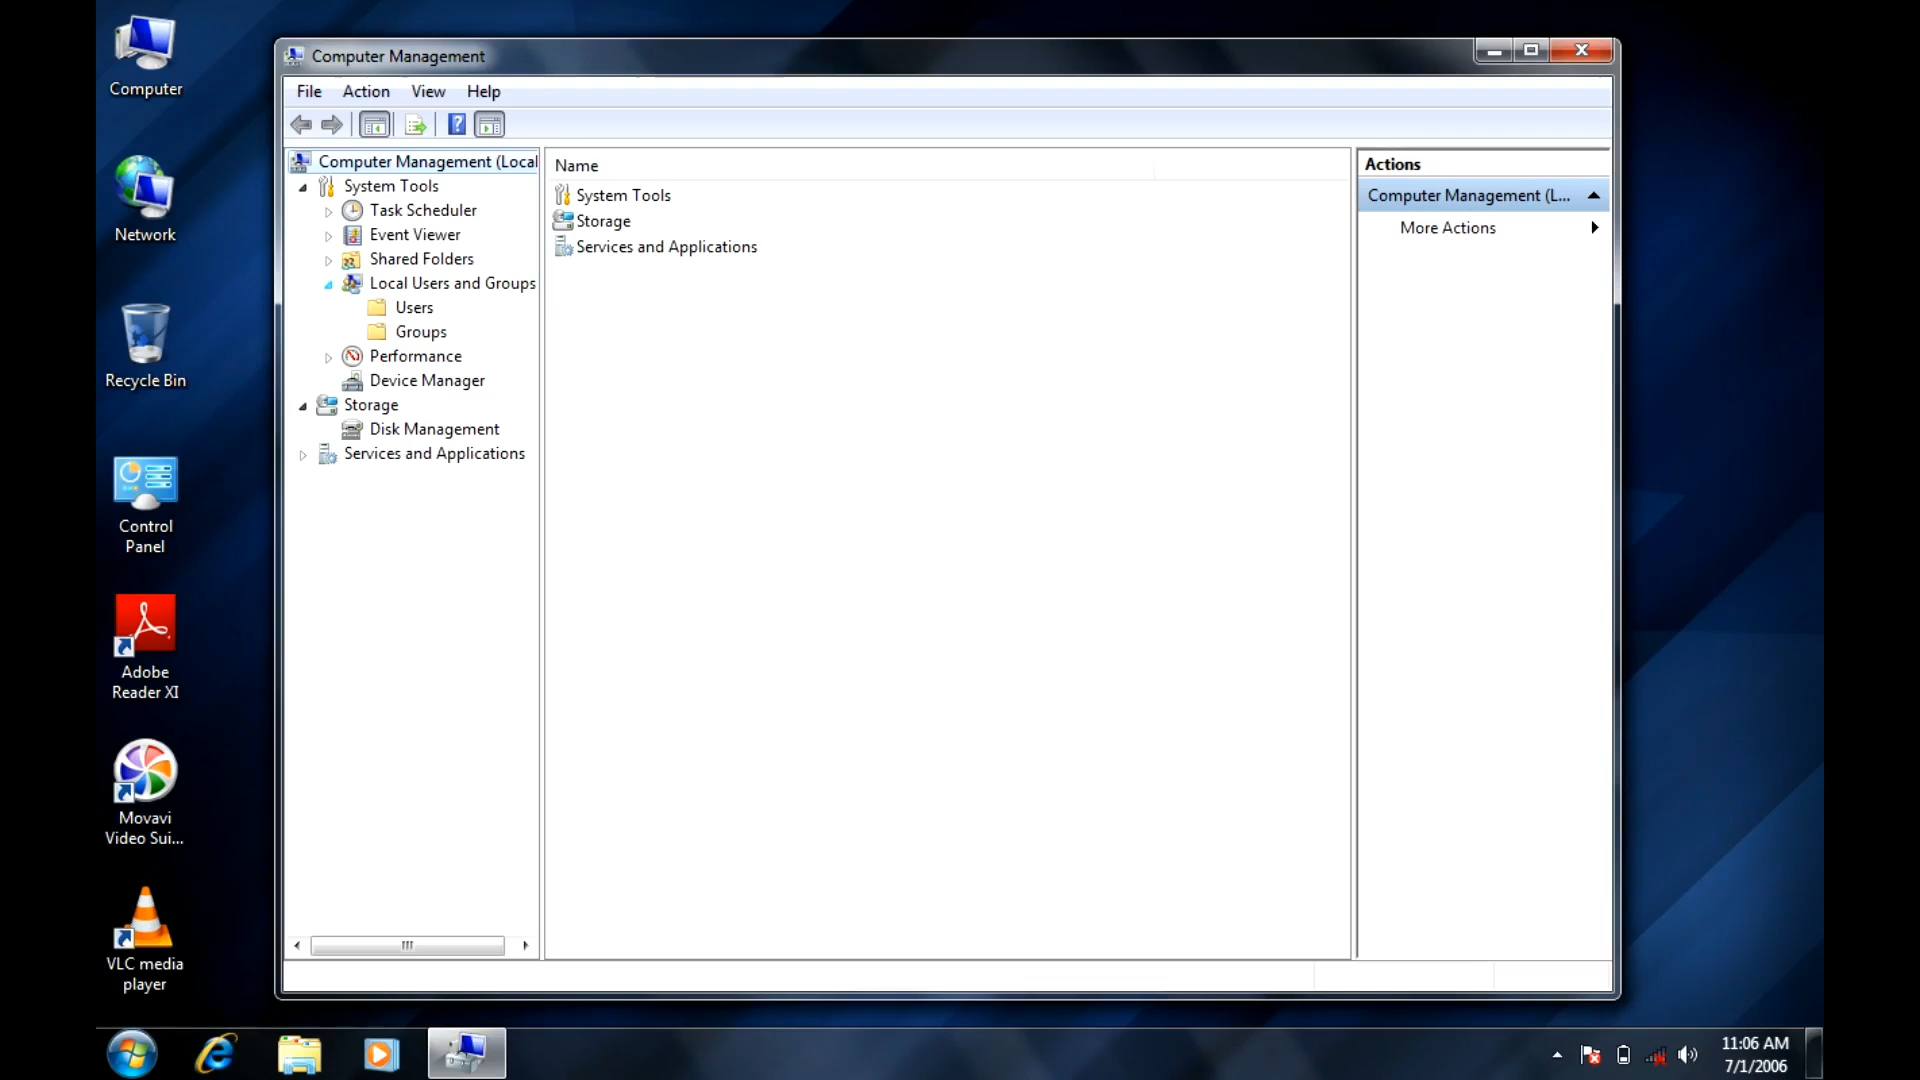 Computer
Network
Recycle Bin
Control
Panel
Adobe
Reader XI
Movavi
Video Sui...
VLC media
player
Computer Management
File Action View Help
Computer Management (Local
System Tools
Task Scheduler
Event Viewer
Shared Folders
Local Users and Groups
Users
Groups
Performance
Device Manager
Storage
Disk Management
Services and Applications
Name
System Tools
Storage
Services and Applications
Actions
Computer Management (L...
More Actions
11:06 AM
7/1/2006